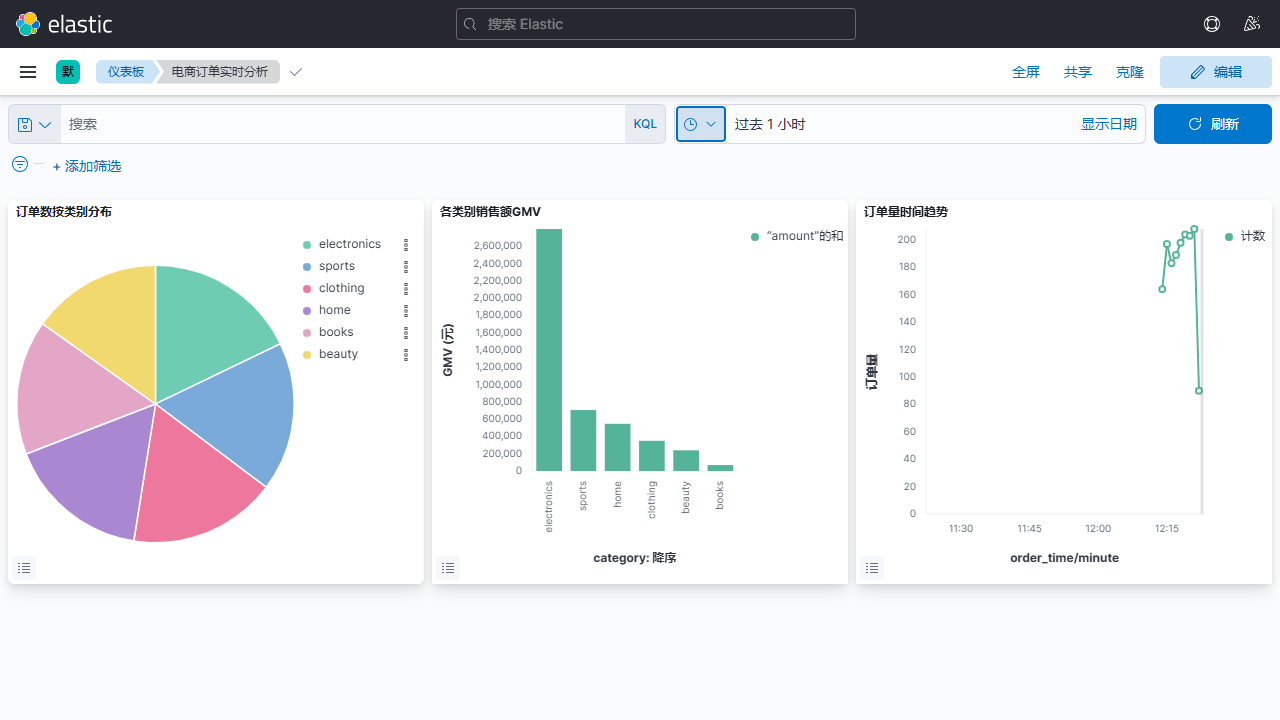 elastic
搜索 Elastic
默
仪表板
电商订单实时分析
全屏
共享
克隆
编辑
搜索
KQL
过去 1 小时
显示日期
刷新
+ 添加筛选
订单数按类别分布
electronics
sports
clothing
home
books
beauty
各类别销售额GMV
"amount"的和
GMV (元)
2,600,000
2,400,000
2,200,000
2,000,000
1,800,000
1,600,000
1,400,000
1,200,000
1,000,000
800,000
600,000
400,000
200,000
0
electronics
sports
home
clothing
beauty
books
category: 降序
订单量时间趋势
计数
订单量
200
180
160
140
120
100
80
60
40
20
0
11:30
11:45
12:00
12:15
order_time/minute